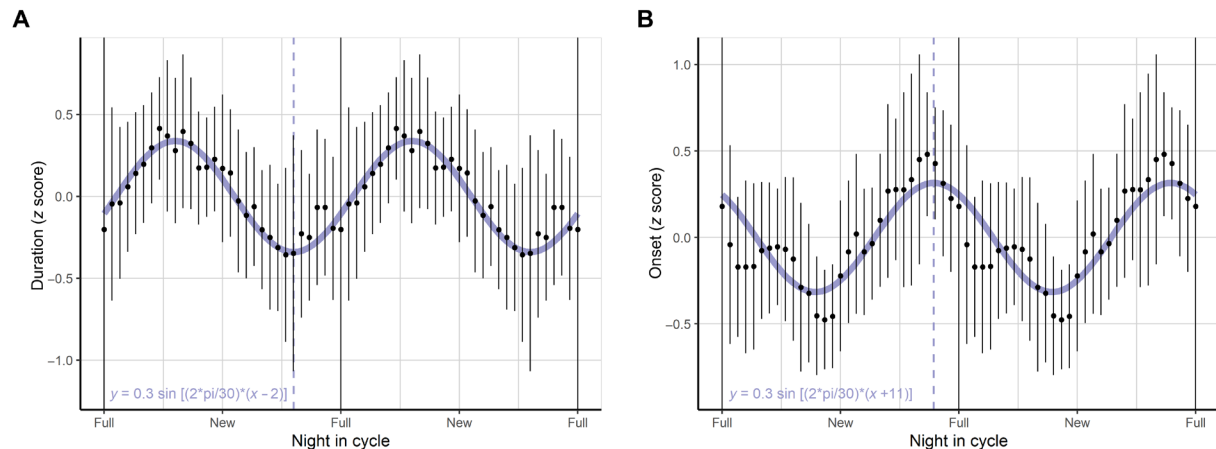 A
Duration (z score)
0.5
0.0
−0.5
−1.0
y = 0.3 sin [(2*pi/30)*(x − 2)]
Full
New
Full
New
Full
Night in cycle
B
Onset (z score)
1.0
0.5
0.0
−0.5
y = 0.3 sin [(2*pi/30)*(x +11)]
Full
New
Full
New
Full
Night in cycle